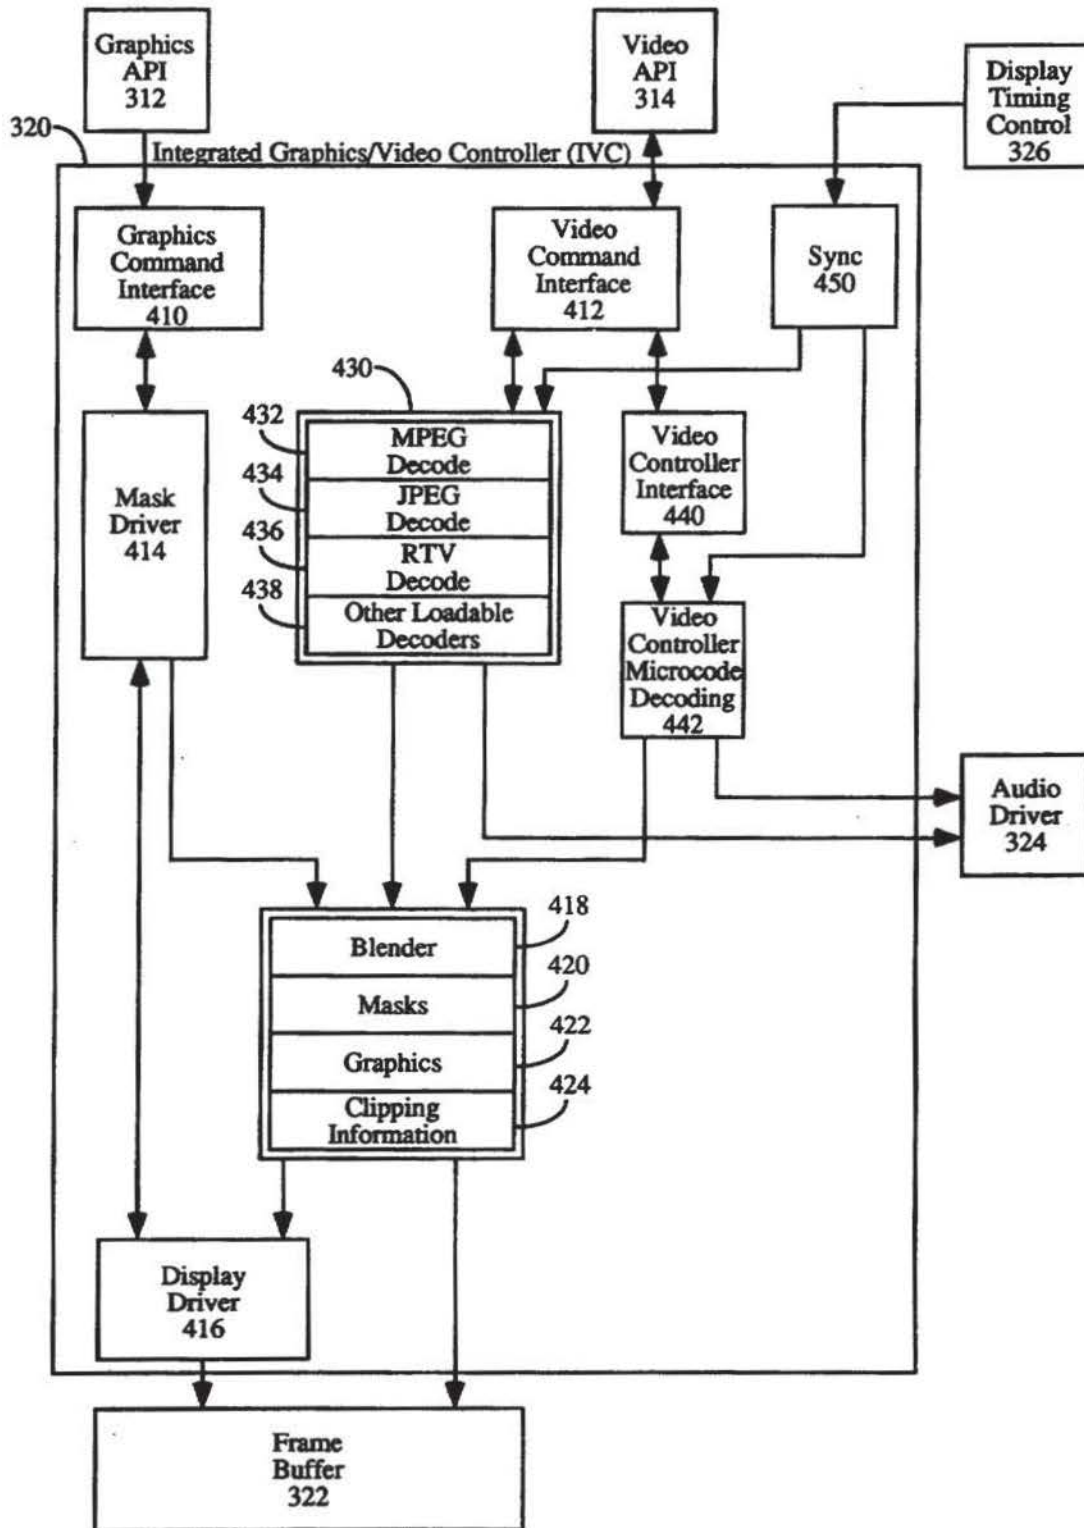 Graphics
API
312
Video
API
314
Display
Timing
Control
326
320
Integrated Graphics/Video Controller (IVC)
Graphics
Command
Interface
410
Video
Command
Interface
412
Sync
450
430
432
MPEG
Decode
434
JPEG
Decode
436
RTV
Decode
438
Other Loadable
Decoders
Mask
Driver
414
Video
Controller
Interface
440
Video
Controller
Microcode
Decoding
442
Audio
Driver
324
418
Blender
420
Masks
422
Graphics
424
Clipping
Information
Display
Driver
416
Frame
Buffer
322